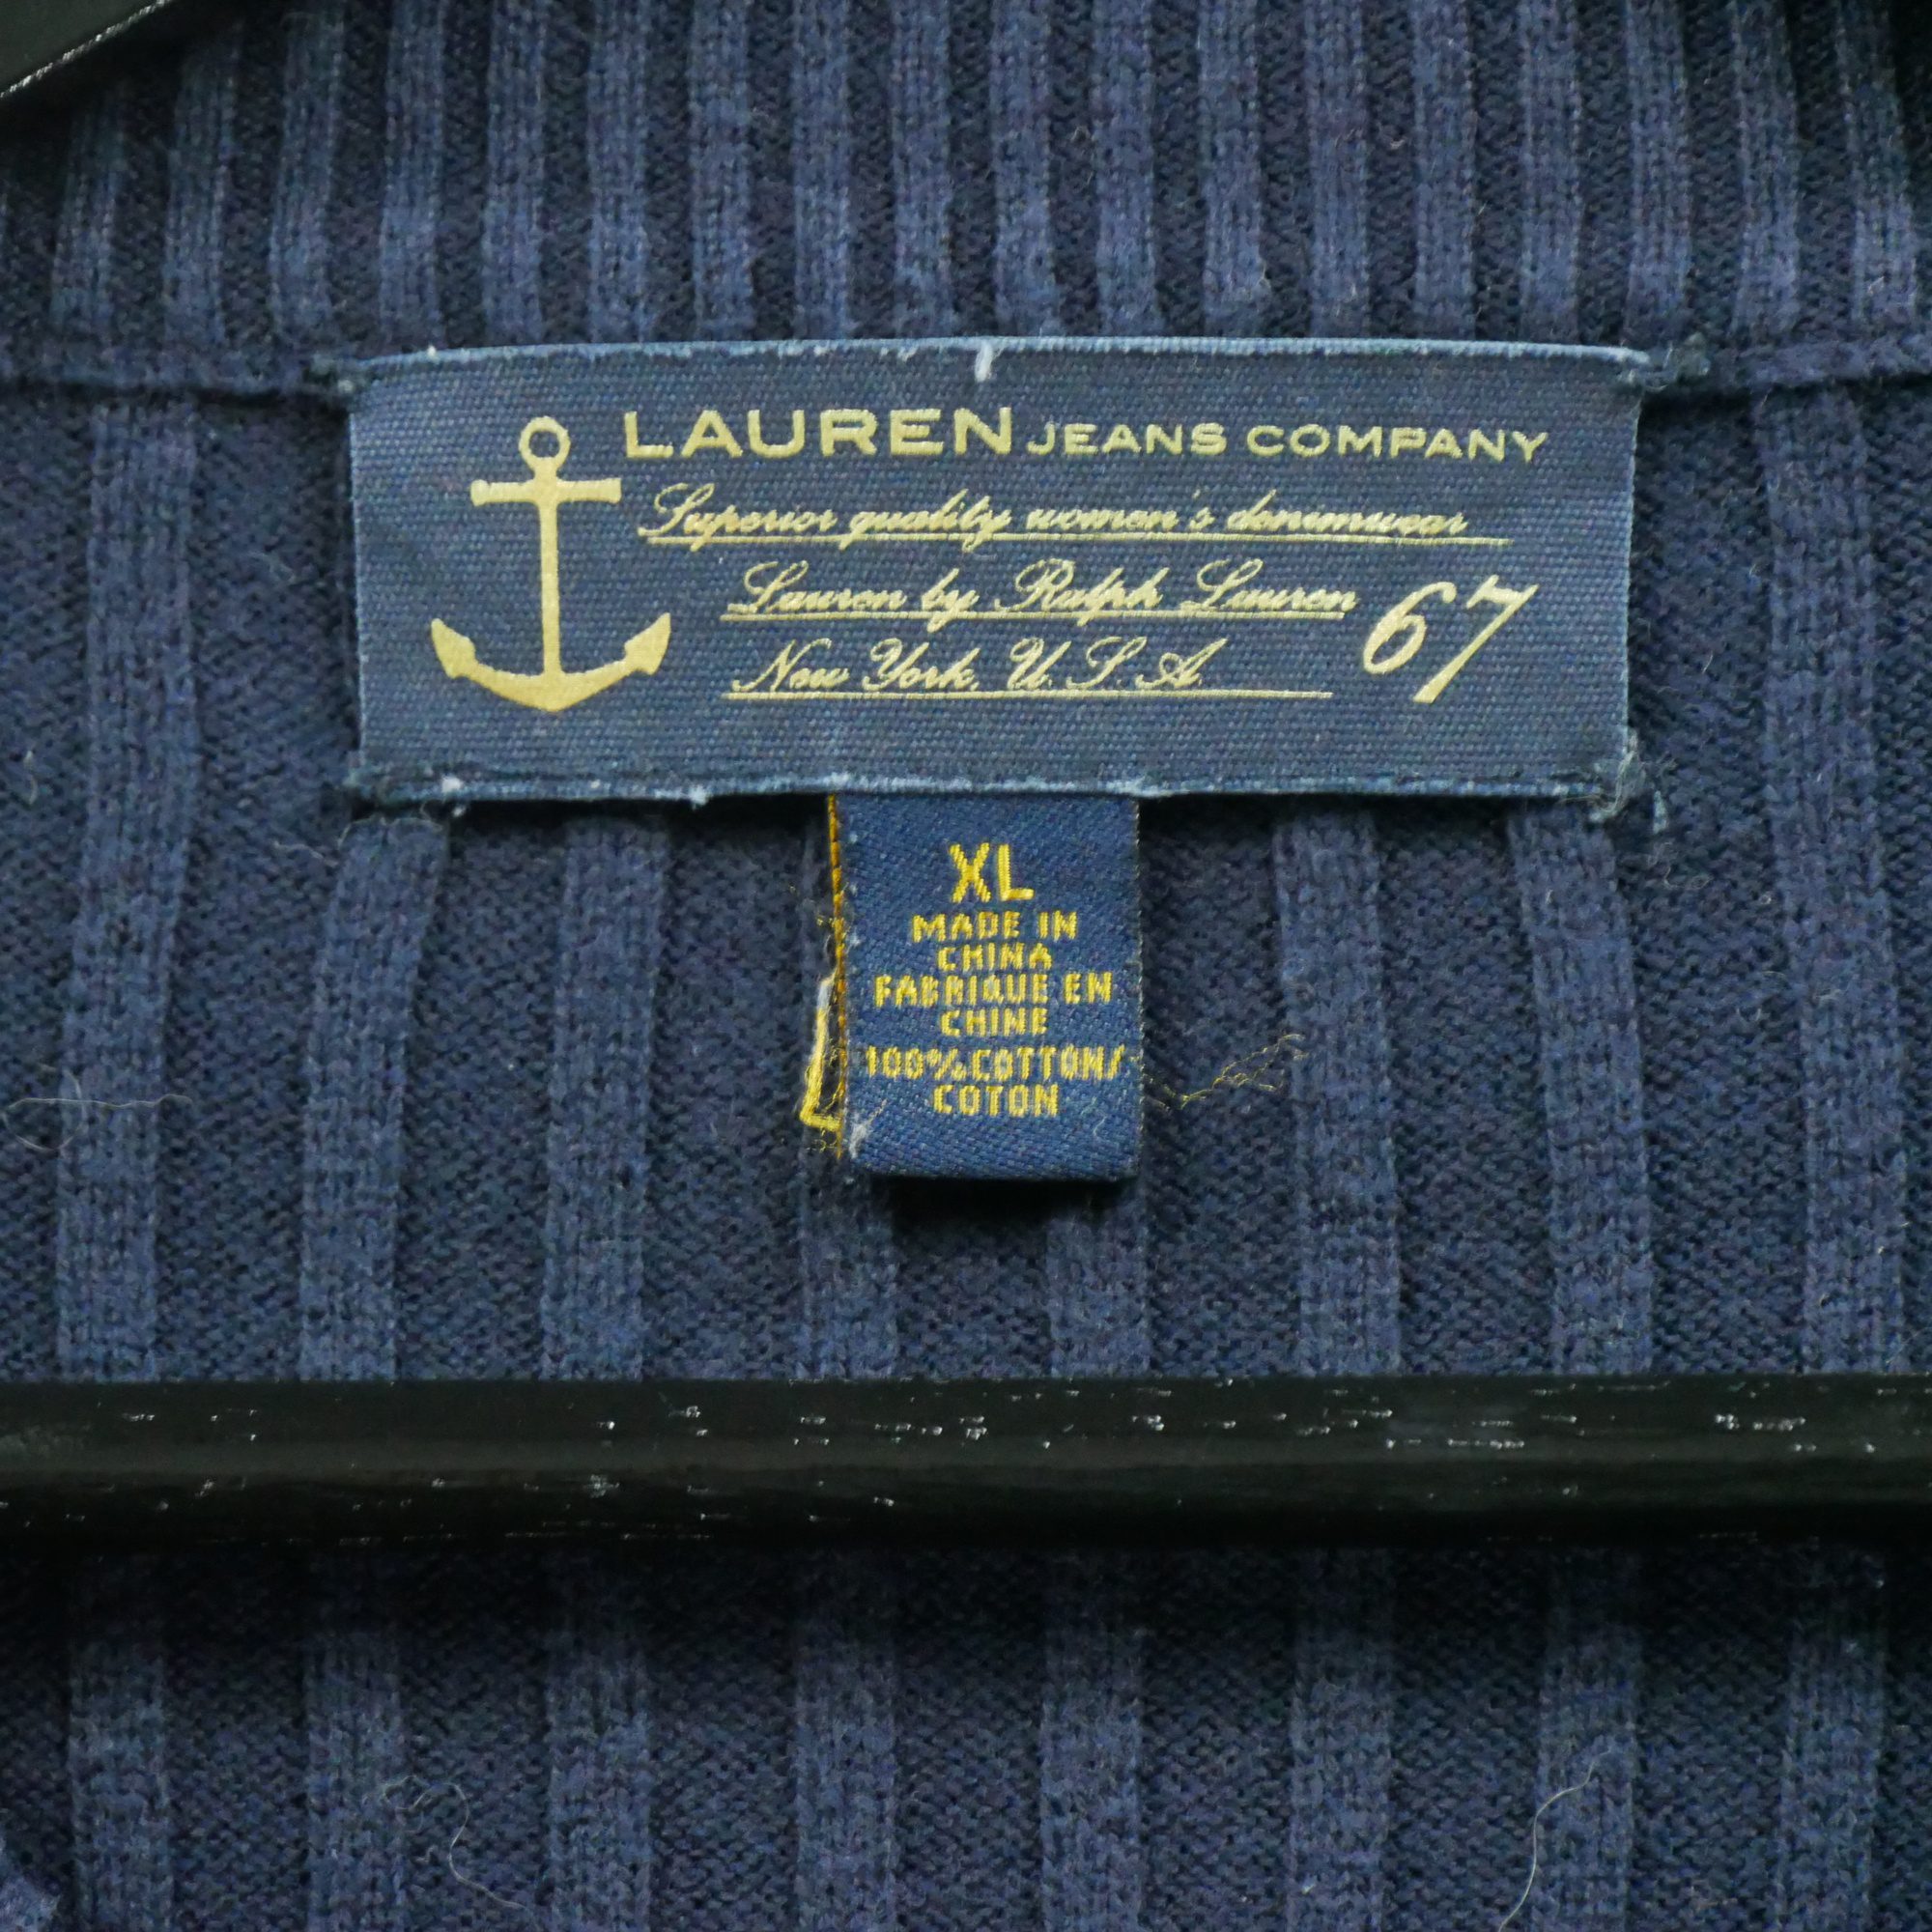 LAUREN JEANS COMPANY
Superior quality women's denimwear
Lauren by Ralph Lauren
67
New York, U.S.A.
XL
MADE IN
CHINA
FABRIQUE EN
CHINE
100% COTTON/
COTON